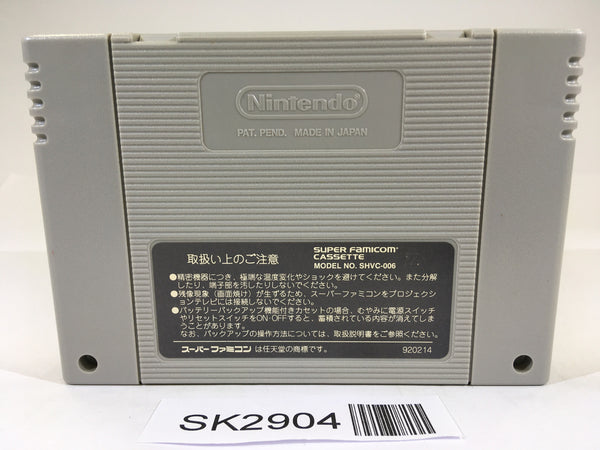 Nintendo®
PAT. PEND. MADE IN JAPAN
取扱い上のご注意
SUPER FAMICOM™
CASSETTE
MODEL NO. SHVC-006
●精密機器につき、極端な温度変化やショックを避けてください。また分解
したり、端子部を汚したりしないでください。
●残像現象（画面焼け）が生ずるため、スーパーファミコンをプロジェクシ
ョンテレビには接続しないでください。
●バッテリーバックアップ機能付きカセットの場合、むやみに電源スイッチ
やリセットスイッチをON·OFFすると、蓄積されている内容が消えてしま
うことがあります。
なお、バックアップの操作方法については、取扱説明書をご参照ください。
スーパーファミコン は任天堂の商標です。
920214
SK2904